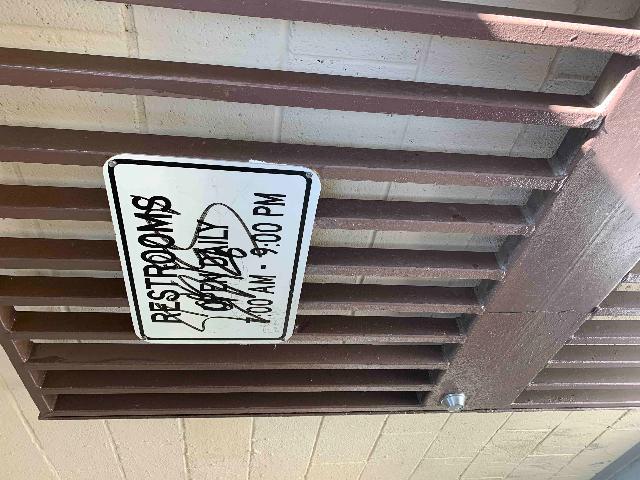 RESTROOMS
OPEN DAILY
7:00 AM - 9:00 PM